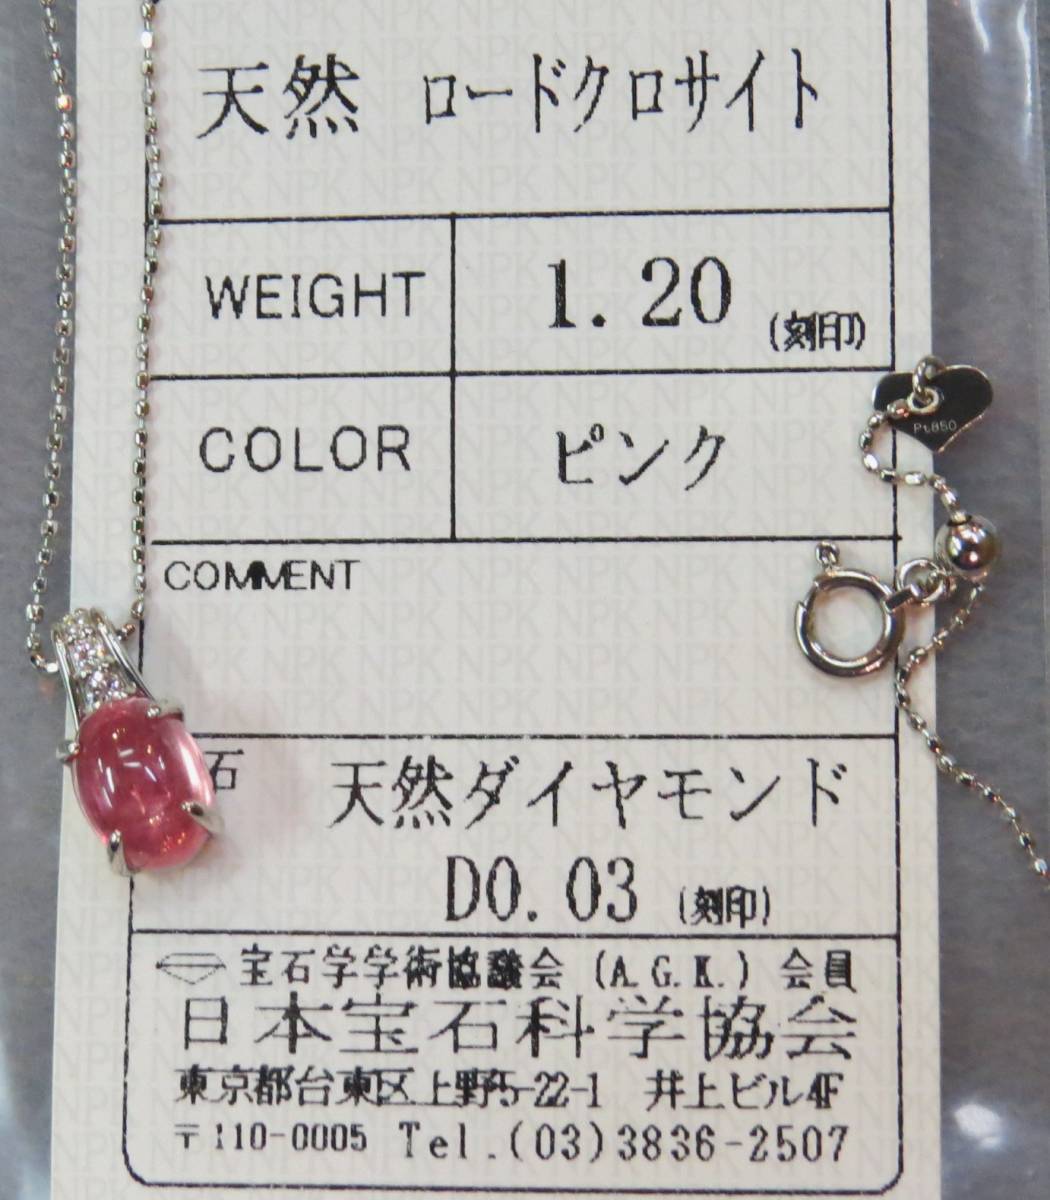 天然 ロードクロサイト
WEIGHT 1.20 (刻印)
COLOR ピンク
Pt850
COMMENT
石 天然ダイヤモンド
D0.03 (刻印)
宝石学学術協議会 (A.G.K.) 会員
日本宝石科学協会
東京都台東区上野5-22-1 井上ビル4F
〒110-0005 Tel.(03)3836-2507